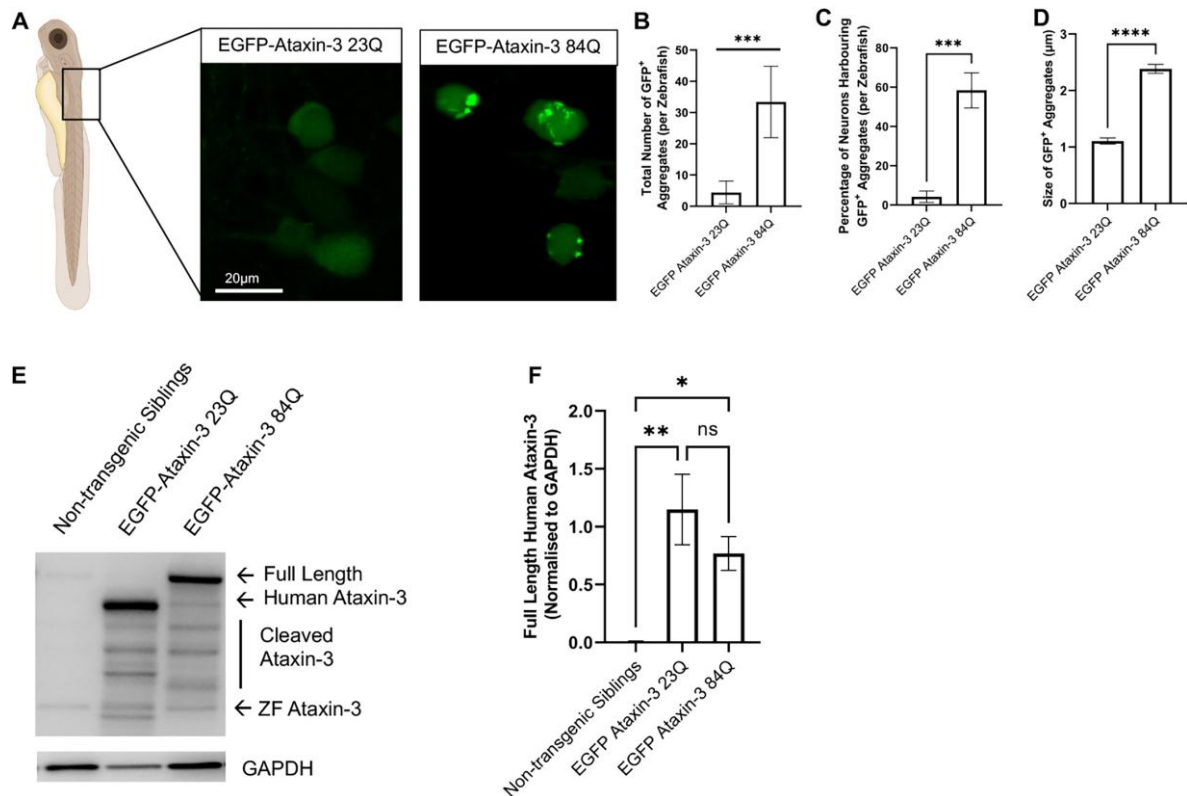 A
EGFP-Ataxin-3 23Q
EGFP-Ataxin-3 84Q
20µm
B
Total Number of GFP⁺
Aggregates (per Zebrafish)
50
40
30
20
10
0
***
EGFP Ataxin-3 23Q
EGFP Ataxin-3 84Q
C
Percentage of Neurons Harbouring
GFP⁺ Aggregates (per Zebrafish)
80
60
40
20
0
***
EGFP Ataxin-3 23Q
EGFP Ataxin-3 84Q
D
Size of GFP⁺ Aggregates (µm)
3
2
1
0
****
EGFP Ataxin-3 23Q
EGFP Ataxin-3 84Q
E
Non-transgenic Siblings
EGFP-Ataxin-3 23Q
EGFP-Ataxin-3 84Q
← Full Length
← Human Ataxin-3
Cleaved
Ataxin-3
← ZF Ataxin-3
GAPDH
F
Full Length Human Ataxin-3
(Normalised to GAPDH)
2.0
1.5
1.0
0.5
0.0
*
**
ns
Non-transgenic Siblings
EGFP Ataxin-3 23Q
EGFP Ataxin-3 84Q